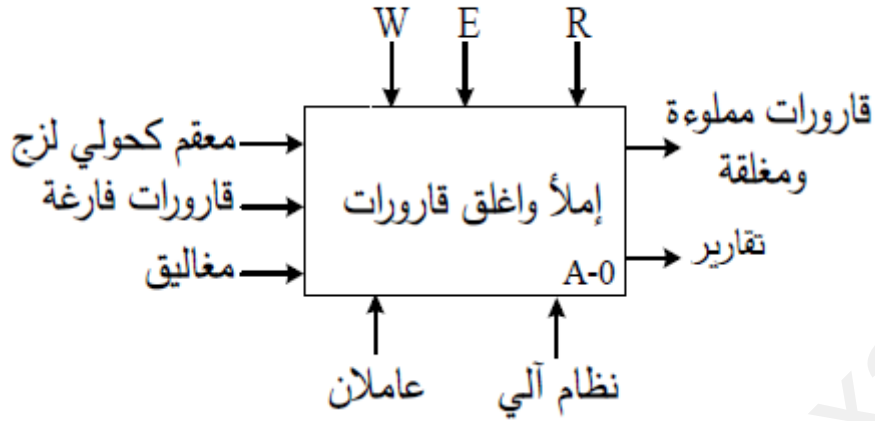 W E R
معقم كحولي لزج
قارورات فارغة
مغاليق
إملأ واغلق قارورات
A-0
قارورات مملوءة
ومغلقة
تقارير
عاملان
نظام آلي